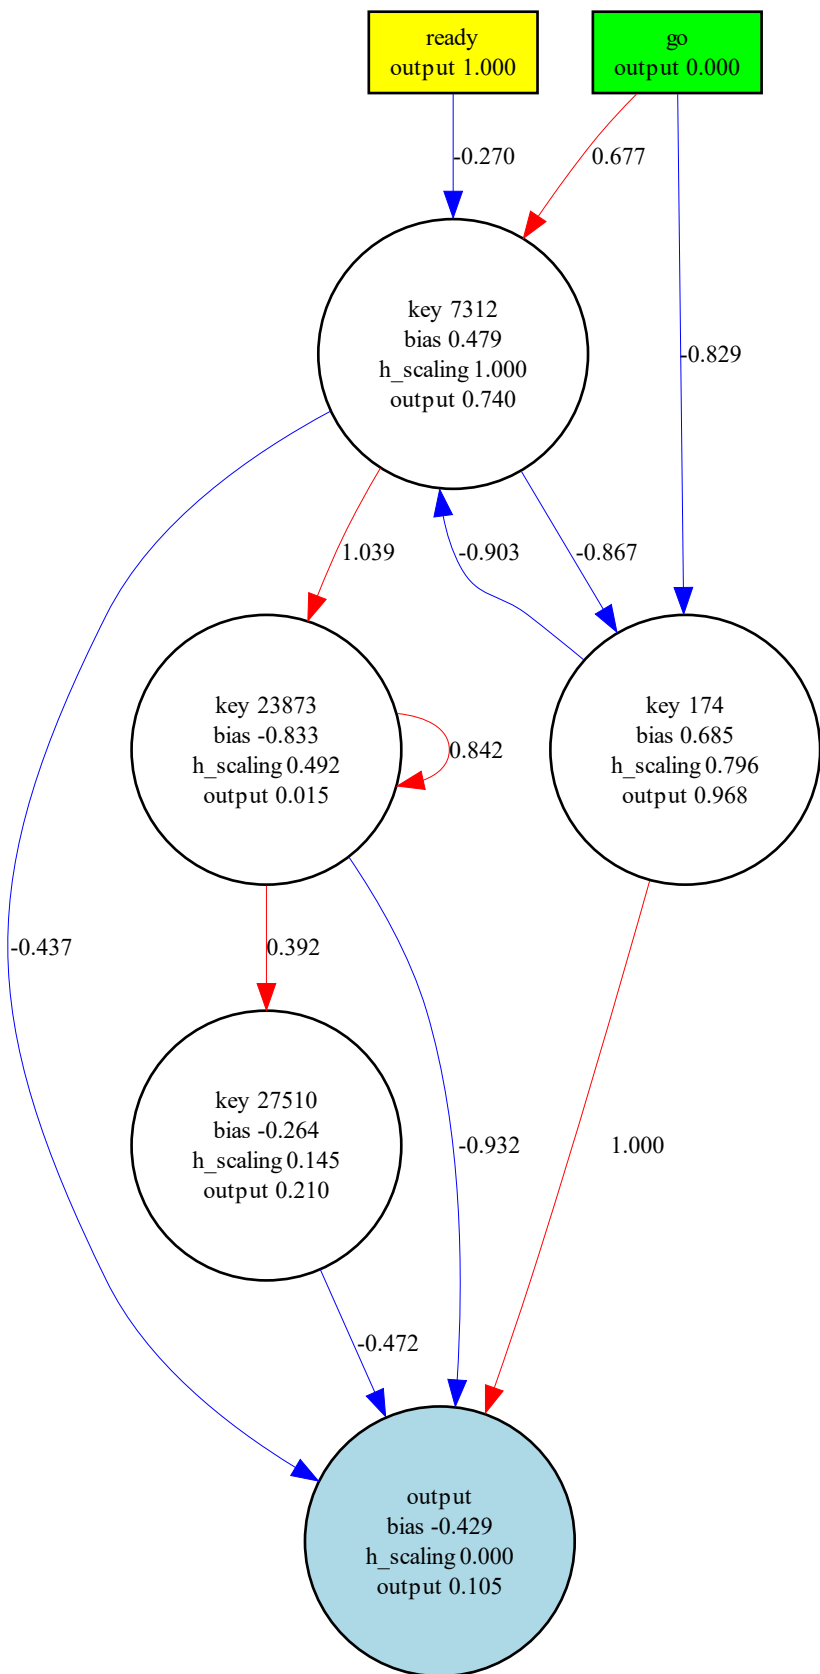 ready
output 1.000
go
output 0.000
-0.270
0.677
key 7312
bias 0.479
h_scaling 1.000
output 0.740
-0.829
1.039
-0.903
-0.867
key 23873
bias -0.833
h_scaling 0.492
output 0.015
0.842
key 174
bias 0.685
h_scaling 0.796
output 0.968
-0.437
0.392
key 27510
bias -0.264
h_scaling 0.145
output 0.210
-0.932
1.000
-0.472
output
bias -0.429
h_scaling 0.000
output 0.105